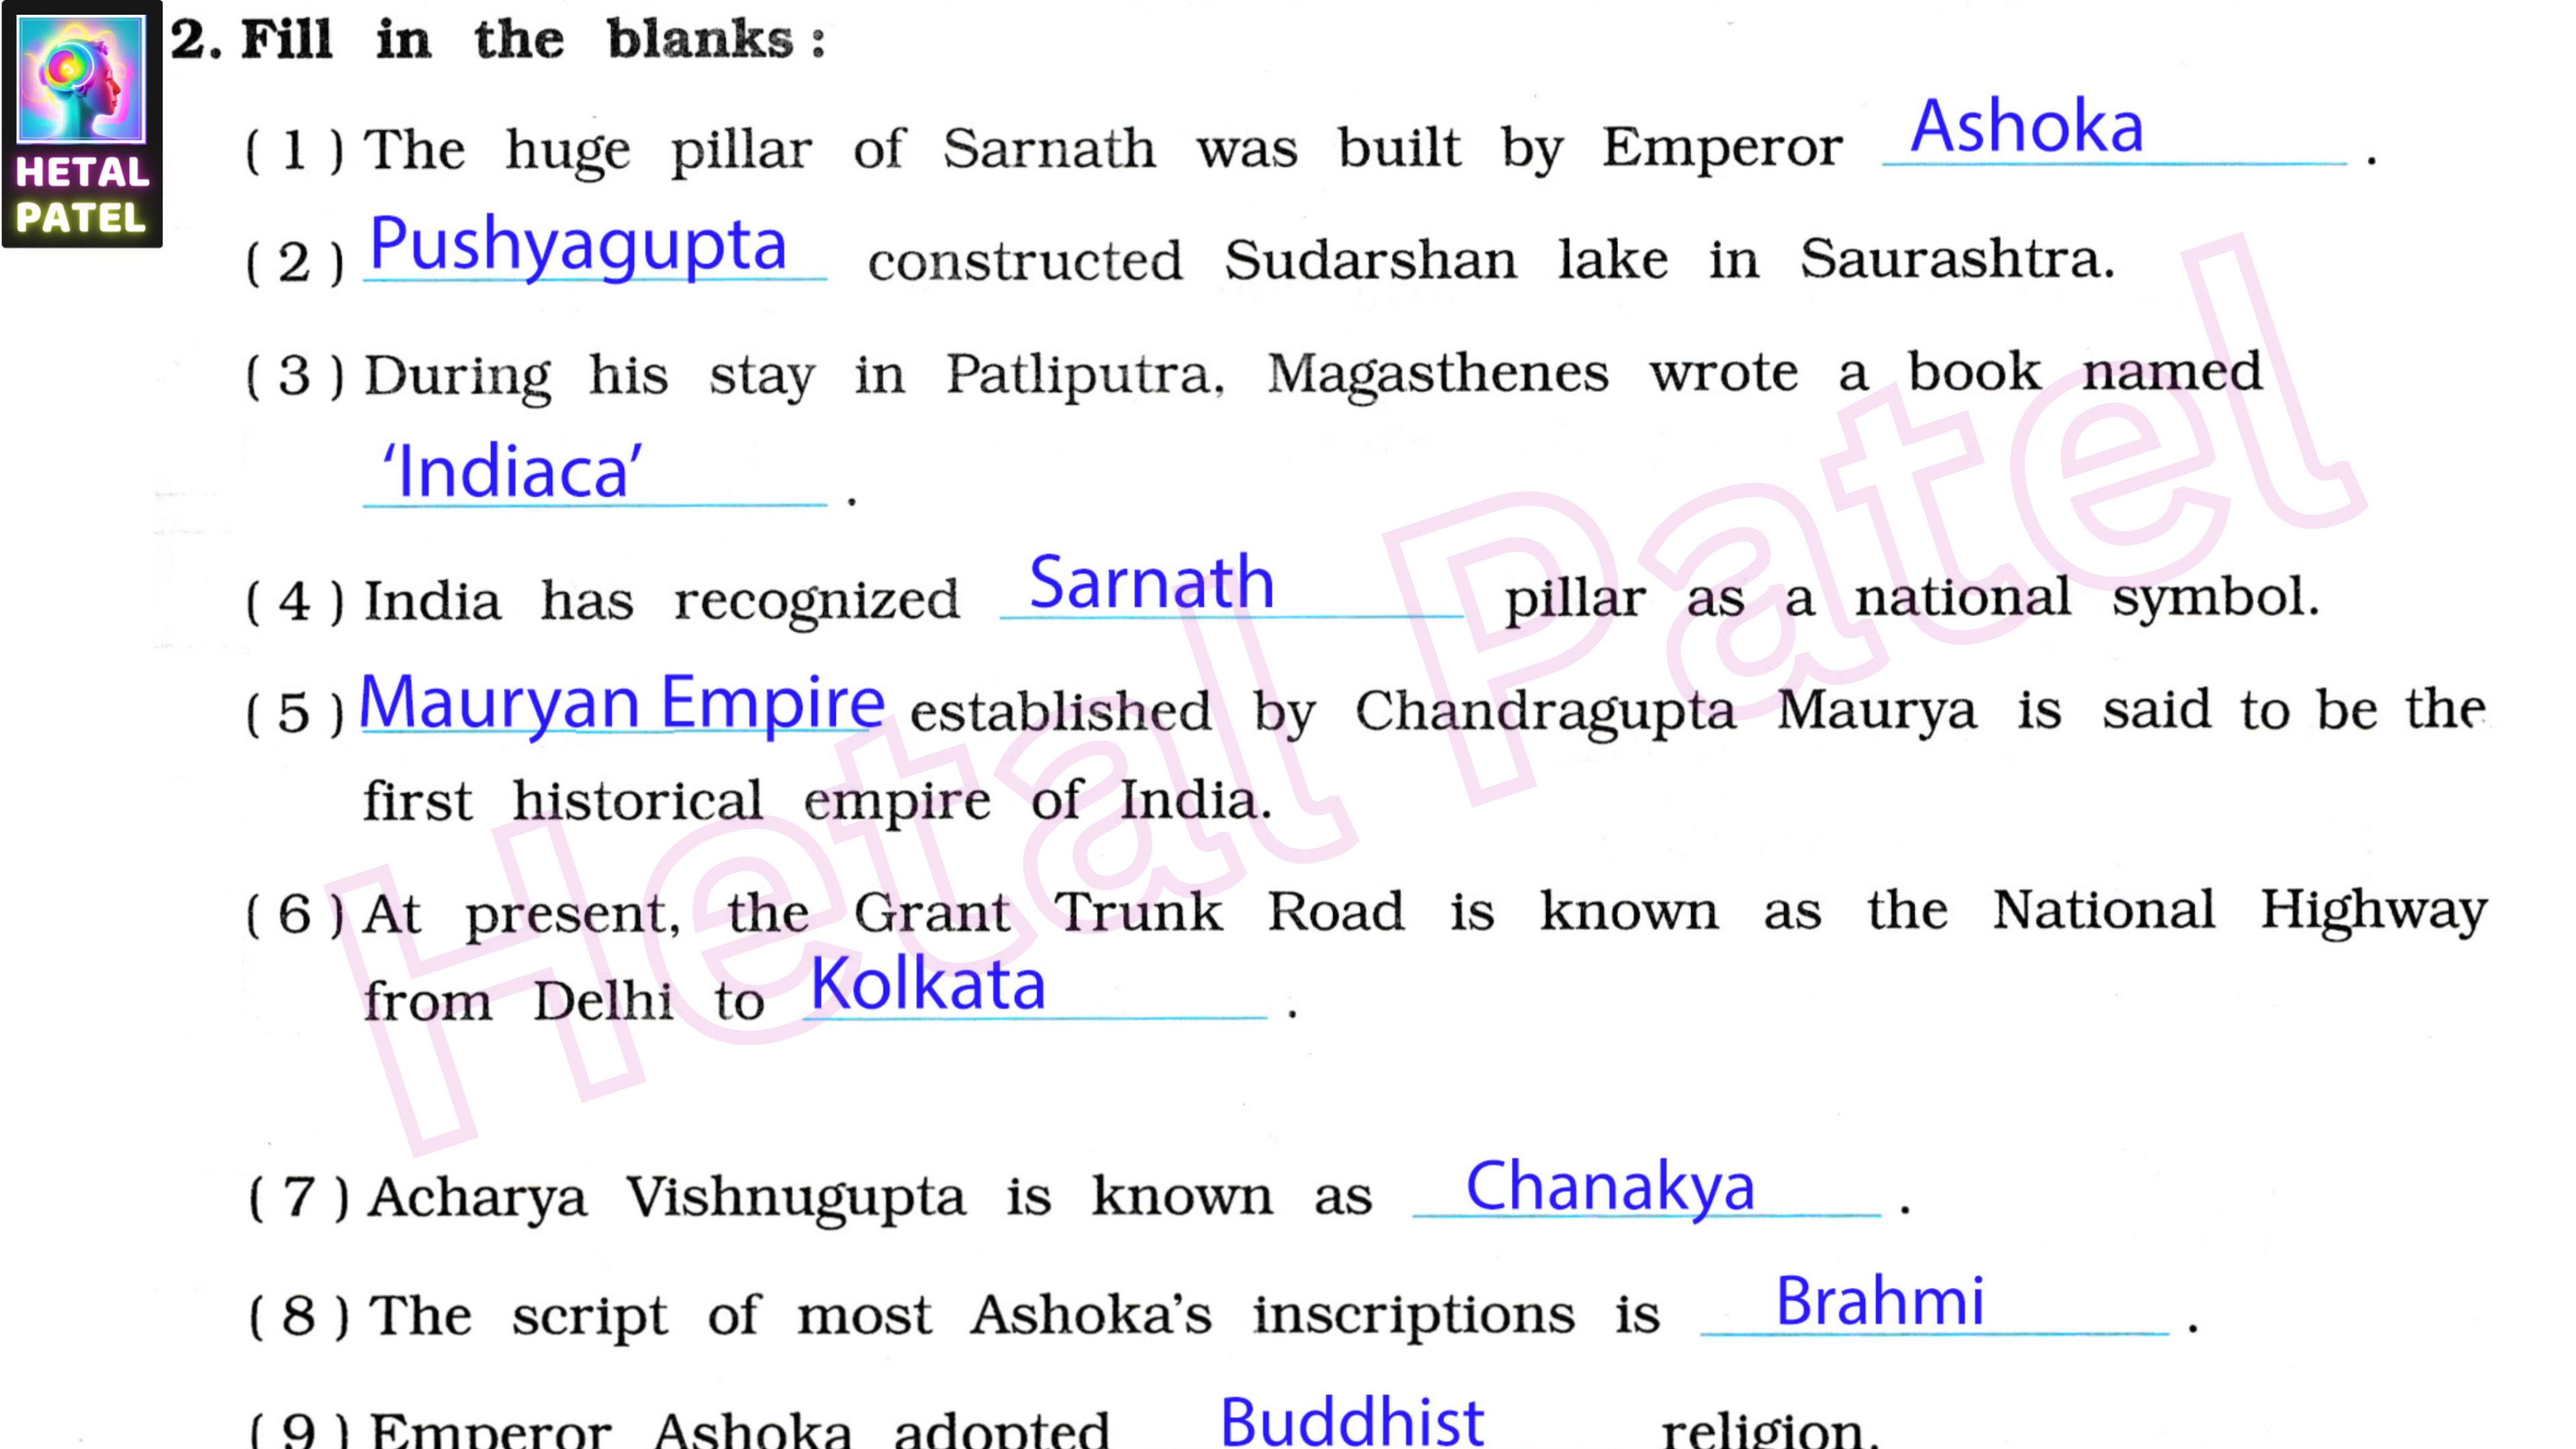 HETAL
PATEL
2. Fill in the blanks :
( 1 ) The huge pillar of Sarnath was built by Emperor Ashoka .
( 2 ) Pushyagupta constructed Sudarshan lake in Saurashtra.
( 3 ) During his stay in Patliputra, Magasthenes wrote a book named
‘Indiaca’ .
( 4 ) India has recognized Sarnath pillar as a national symbol.
( 5 ) Mauryan Empire established by Chandragupta Maurya is said to be the
first historical empire of India.
( 6 ) At present, the Grant Trunk Road is known as the National Highway
from Delhi to Kolkata .
( 7 ) Acharya Vishnugupta is known as Chanakya .
( 8 ) The script of most Ashoka’s inscriptions is Brahmi .
( 9 ) Emperor Ashoka adopted Buddhist religion.
Hetal Patel